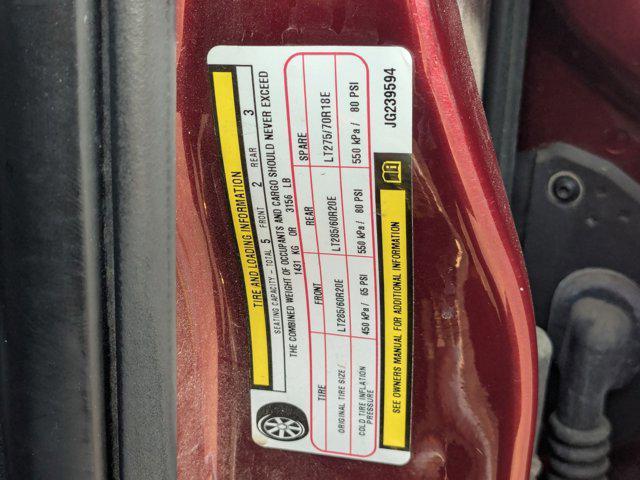 TIRE AND LOADING INFORMATION
SEATING CAPACITY - TOTAL 5 FRONT 2 REAR 3
THE COMBINED WEIGHT OF OCCUPANTS AND CARGO SHOULD NEVER EXCEED
1431 KG OR 3156 LB
TIRE FRONT REAR SPARE
ORIGINAL TIRE SIZE/ LT285/60R20E LT285/60R20E LT275/70R18E
COLD TIRE INFLATION PRESSURE 450 kPa/ 65 PSI 550 kPa/ 80 PSI 550 kPa/ 80 PSI
SEE OWNERS MANUAL FOR ADDITIONAL INFORMATION
JG239594